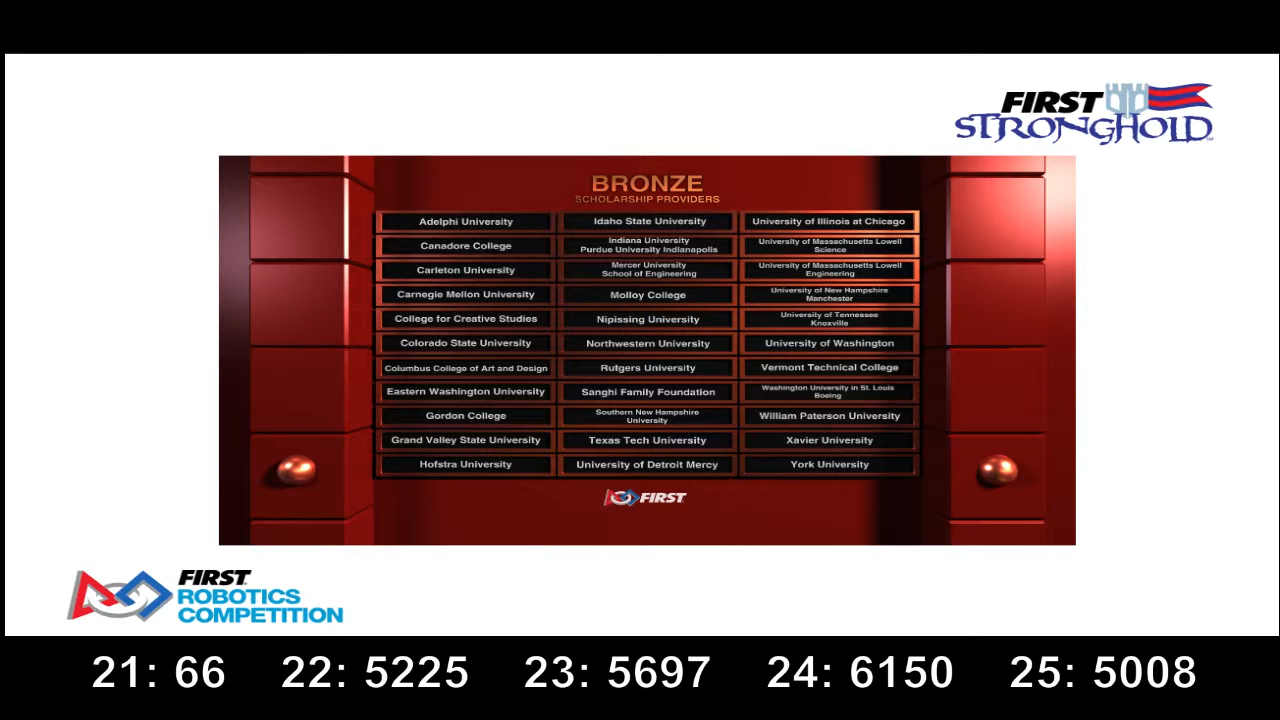 FIRST
STRONGHOLD
BRONZE
SCHOLARSHIP PROVIDERS
Adelphi University
Idaho State University
University of Illinois at Chicago
Canadore College
Indiana University
Purdue University Indianapolis
University of Massachusetts Lowell
Science
Carleton University
Mercer University
School of Engineering
University of Massachusetts Lowell
Engineering
Carnegie Mellon University
Molloy College
University of New Hampshire
Manchester
College for Creative Studies
Nipissing University
University of Tennessee
Knoxville
Colorado State University
Northwestern University
University of Washington
Columbus College of Art and Design
Rutgers University
Vermont Technical College
Eastern Washington University
Sanghi Family Foundation
Washington University in St. Louis
Boeing
Gordon College
Southern New Hampshire
University
William Paterson University
Grand Valley State University
Texas Tech University
Xavier University
Hofstra University
University of Detroit Mercy
York University
FIRST
FIRST
ROBOTICS
COMPETITION
21: 66 22: 5225 23: 5697 24: 6150 25: 5008